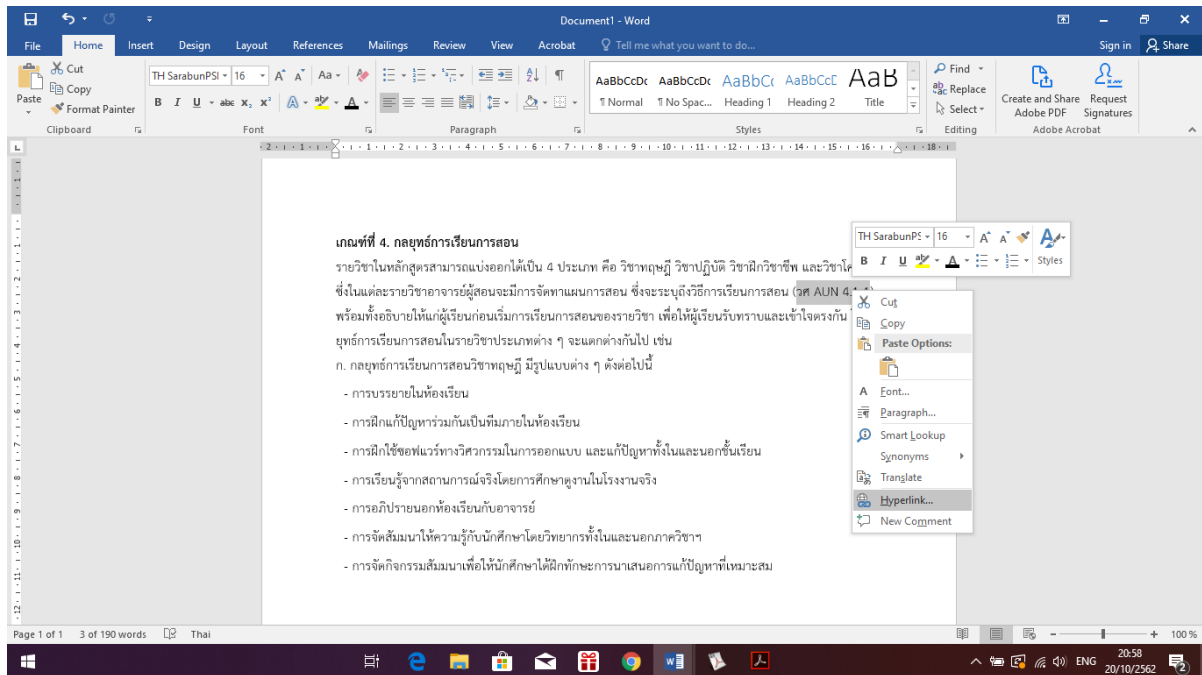 Document1 - Word
File Home Insert Design Layout References Mailings Review View Acrobat Tell me what you want to do... Sign in Share
Paste Cut Copy Format Painter
TH SarabunPSI 16
AaBbCcDc AaBbCcDc AaBbCc AaBbCcC AaB
¶ Normal ¶ No Spac... Heading 1 Heading 2 Title
Find Replace Select
Create and Share Adobe PDF Request Signatures
Clipboard Font Paragraph Styles Editing Adobe Acrobat
เกณฑ์ที่ 4. กลยุทธ์การเรียนการสอน
รายวิชาในหลักสูตรสามารถแบ่งออกได้เป็น 4 ประเภท คือ วิชาทฤษฎี วิชาปฏิบัติ วิชาฝึกวิชาชีพ และวิชาโค
ซึ่งในแต่ละรายวิชาอาจารย์ผู้สอนจะมีการจัดทาแผนการสอน ซึ่งจะระบุถึงวิธีการเรียนการสอน (วศ AUN 4.1-1)
พร้อมทั้งอธิบายให้แก่ผู้เรียนก่อนเริ่มการเรียนการสอนของรายวิชา เพื่อให้ผู้เรียนรับทราบและเข้าใจตรงกัน
ยุทธ์การเรียนการสอนในรายวิชาประเภทต่าง ๆ จะแตกต่างกันไป เช่น
ก. กลยุทธ์การเรียนการสอนวิชาทฤษฎี มีรูปแบบต่าง ๆ ดังต่อไปนี้
- การบรรยายในห้องเรียน
- การฝึกแก้ปัญหาร่วมกันเป็นทีมภายในห้องเรียน
- การฝึกใช้ซอฟแวร์ทางวิศวกรรมในการออกแบบ และแก้ปัญหาทั้งในและนอกชั้นเรียน
- การเรียนรู้จากสถานการณ์จริงโดยการศึกษาดูงานในโรงงานจริง
- การอภิปรายนอกห้องเรียนกับอาจารย์
- การจัดสัมมนาให้ความรู้กับนักศึกษาโดยวิทยากรทั้งในและนอกภาควิชาฯ
- การจัดกิจกรรมสัมมนาเพื่อให้นักศึกษาได้ฝึกทักษะการนาเสนอการแก้ปัญหาที่เหมาะสม
TH SarabunPS 16
B I U Styles
Cut
Copy
Paste Options:
Font...
Paragraph...
Smart Lookup
Synonyms
Translate
Hyperlink...
New Comment
Page 1 of 1 3 of 190 words Thai 100 %
ENG 20:58
20/10/2562